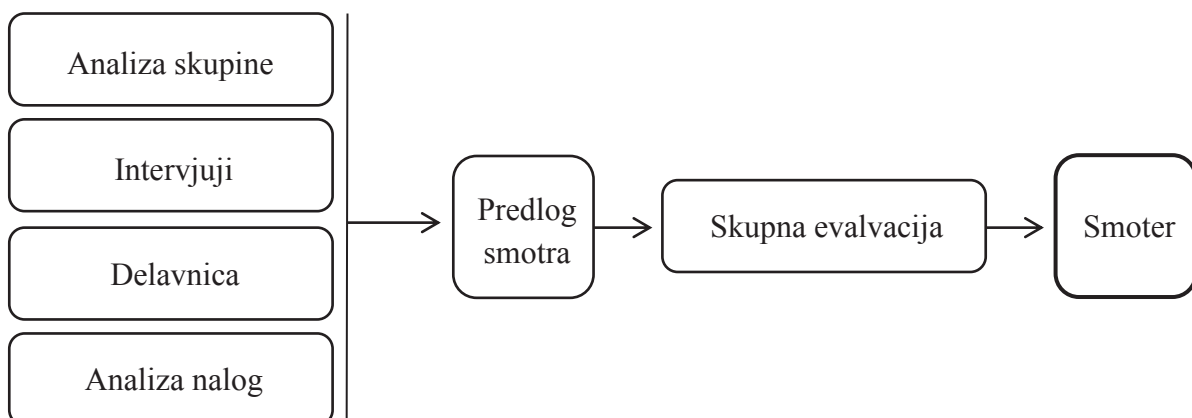 Analiza skupine
Intervjuji
Delavnica
Analiza nalog
Predlog
smotra
Skupna evalvacija
Smoter